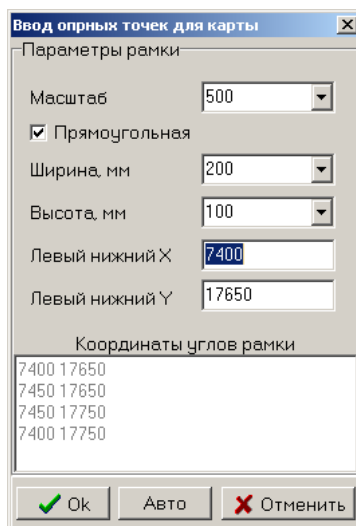 Ввод опрных точек для карты
Параметры рамки
Масштаб 500
Прямоугольная
Ширина, мм 200
Высота, мм 100
Левый нижний X 7400
Левый нижний Y 17650
Координаты углов рамки
7400 17650
7450 17650
7450 17750
7400 17750
Ok Авто Отменить